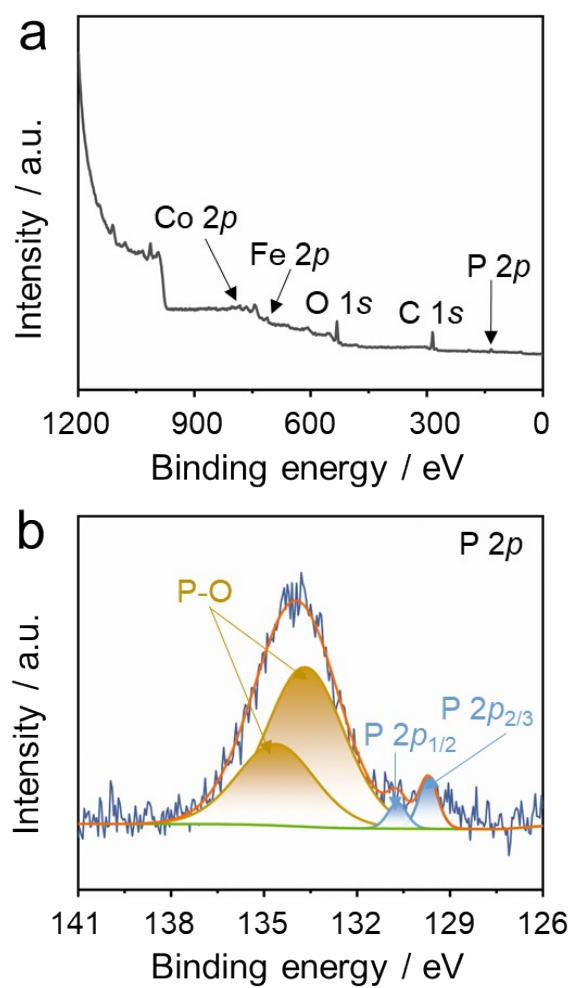 a
Intensity / a.u.
Co 2p
Fe 2p
O 1s
C 1s
P 2p
1200 900 600 300 0
Binding energy / eV
b
Intensity / a.u.
P 2p
P-O
P 2p2/3
P 2p1/2
141 138 135 132 129 126
Binding energy / eV